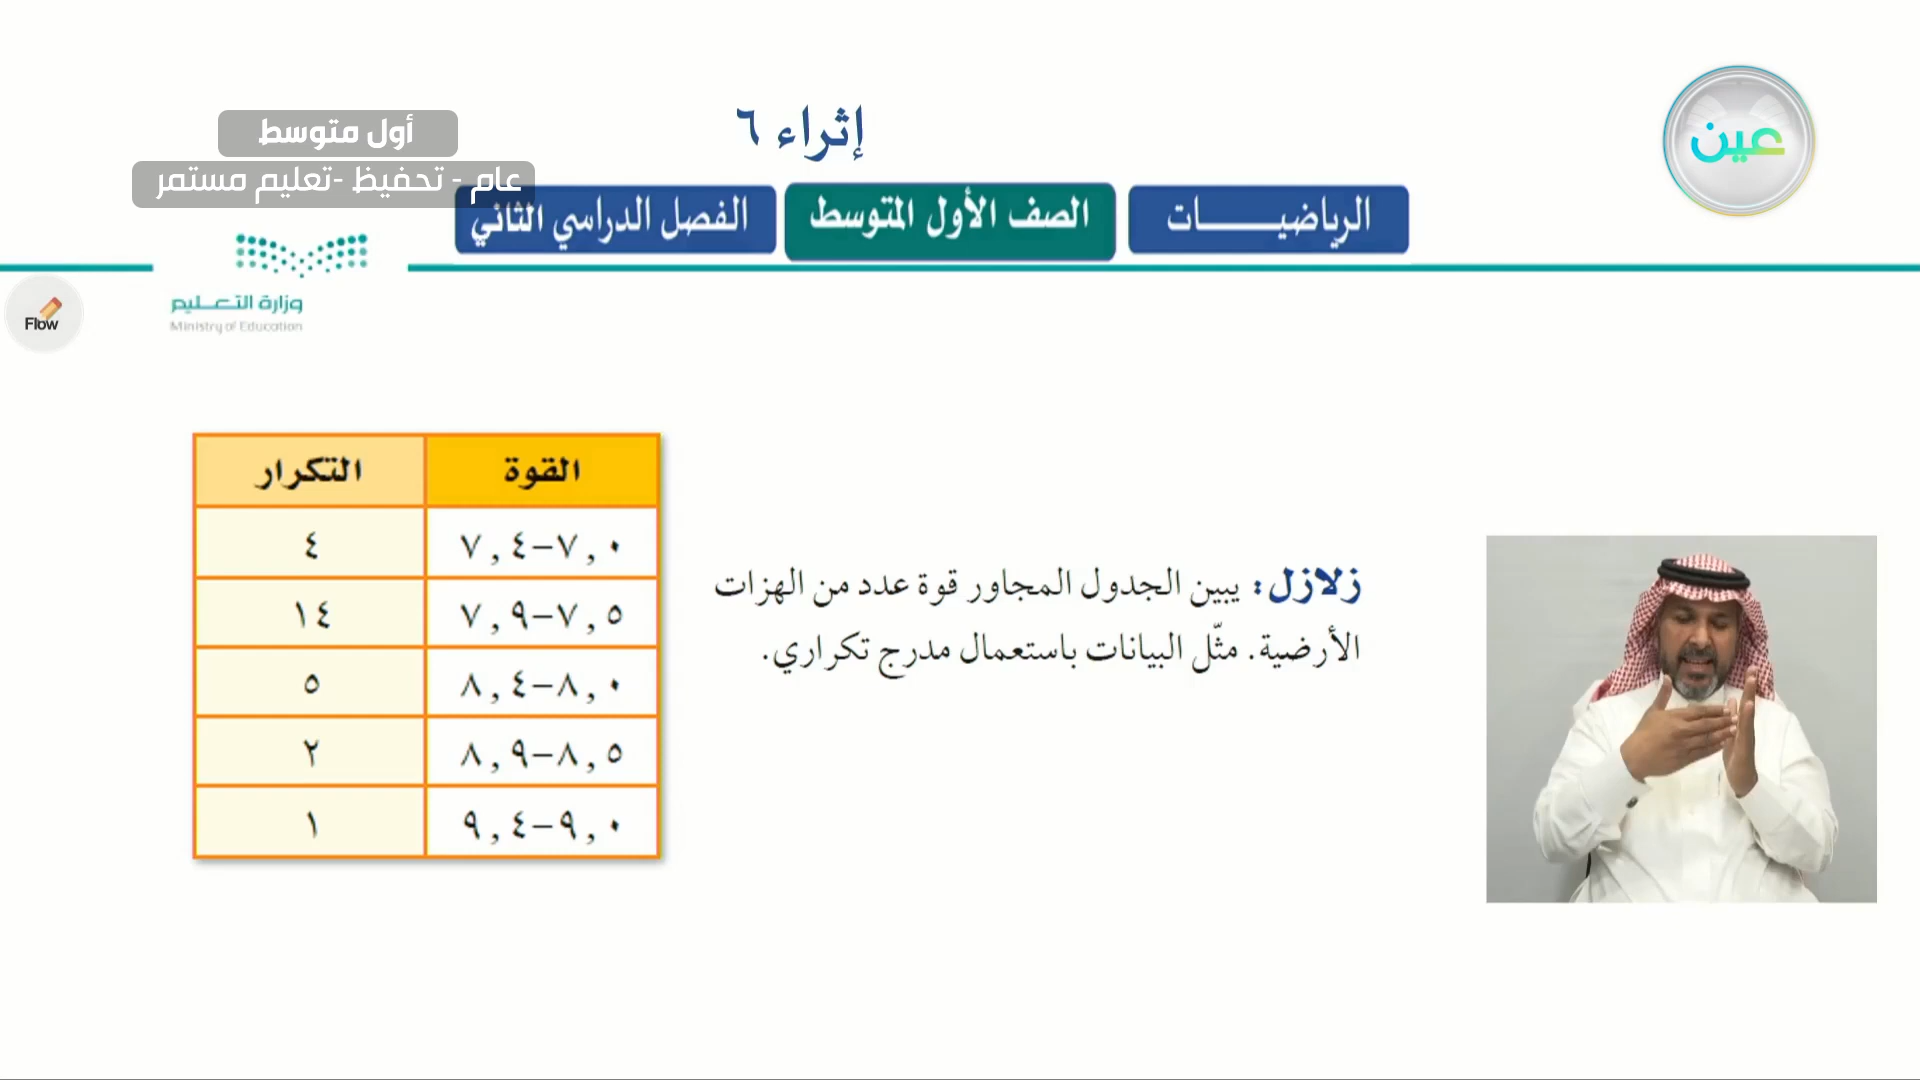 إثراء ٦
عين
أول متوسط
عام - تحفيظ -تعليم مستمر
الرياضيـــــــات
الصف الأول المتوسط
الفصل الدراسي الثاني
وزارة التعـــليم
Ministry of Education
Flow
زلازل: يبين الجدول المجاور قوة عدد من الهزات
الأرضية. مثّل البيانات باستعمال مدرج تكراري.
القوة التكرار
٧,٤−٧,٠ ٤
٧,٩−٧,٥ ١٤
٨,٤−٨,٠ ٥
٨,٩−٨,٥ ٢
٩,٤−٩,٠ ١